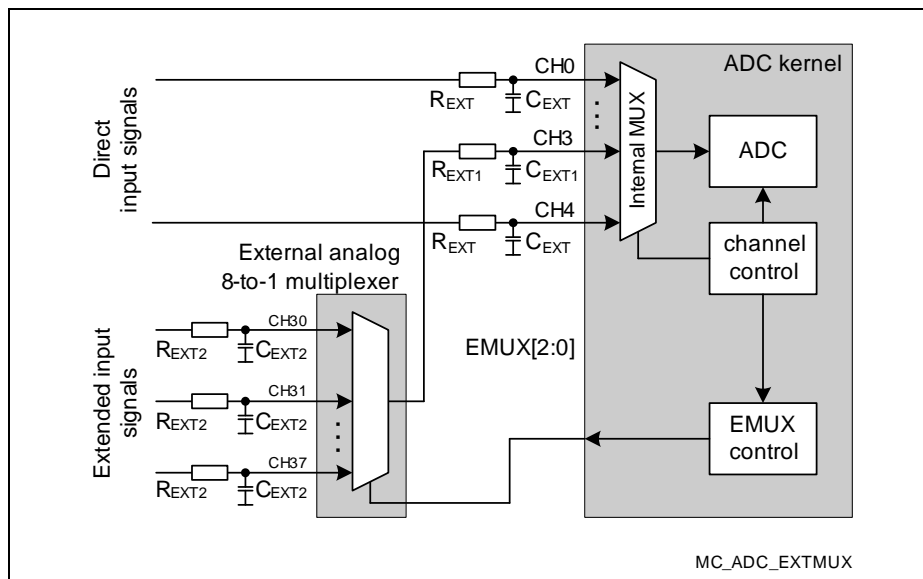 ADC kernel
CH0
REXT
CEXT
Internal MUX
ADC
Direct
input signals
CH3
REXT1
CEXT1
CH4
REXT
CEXT
channel
control
External analog
8-to-1 multiplexer
EMUX[2:0]
Extended input
signals
CH30
REXT2
CEXT2
CH31
REXT2
CEXT2
CH37
REXT2
CEXT2
EMUX
control
MC_ADC_EXTMUX